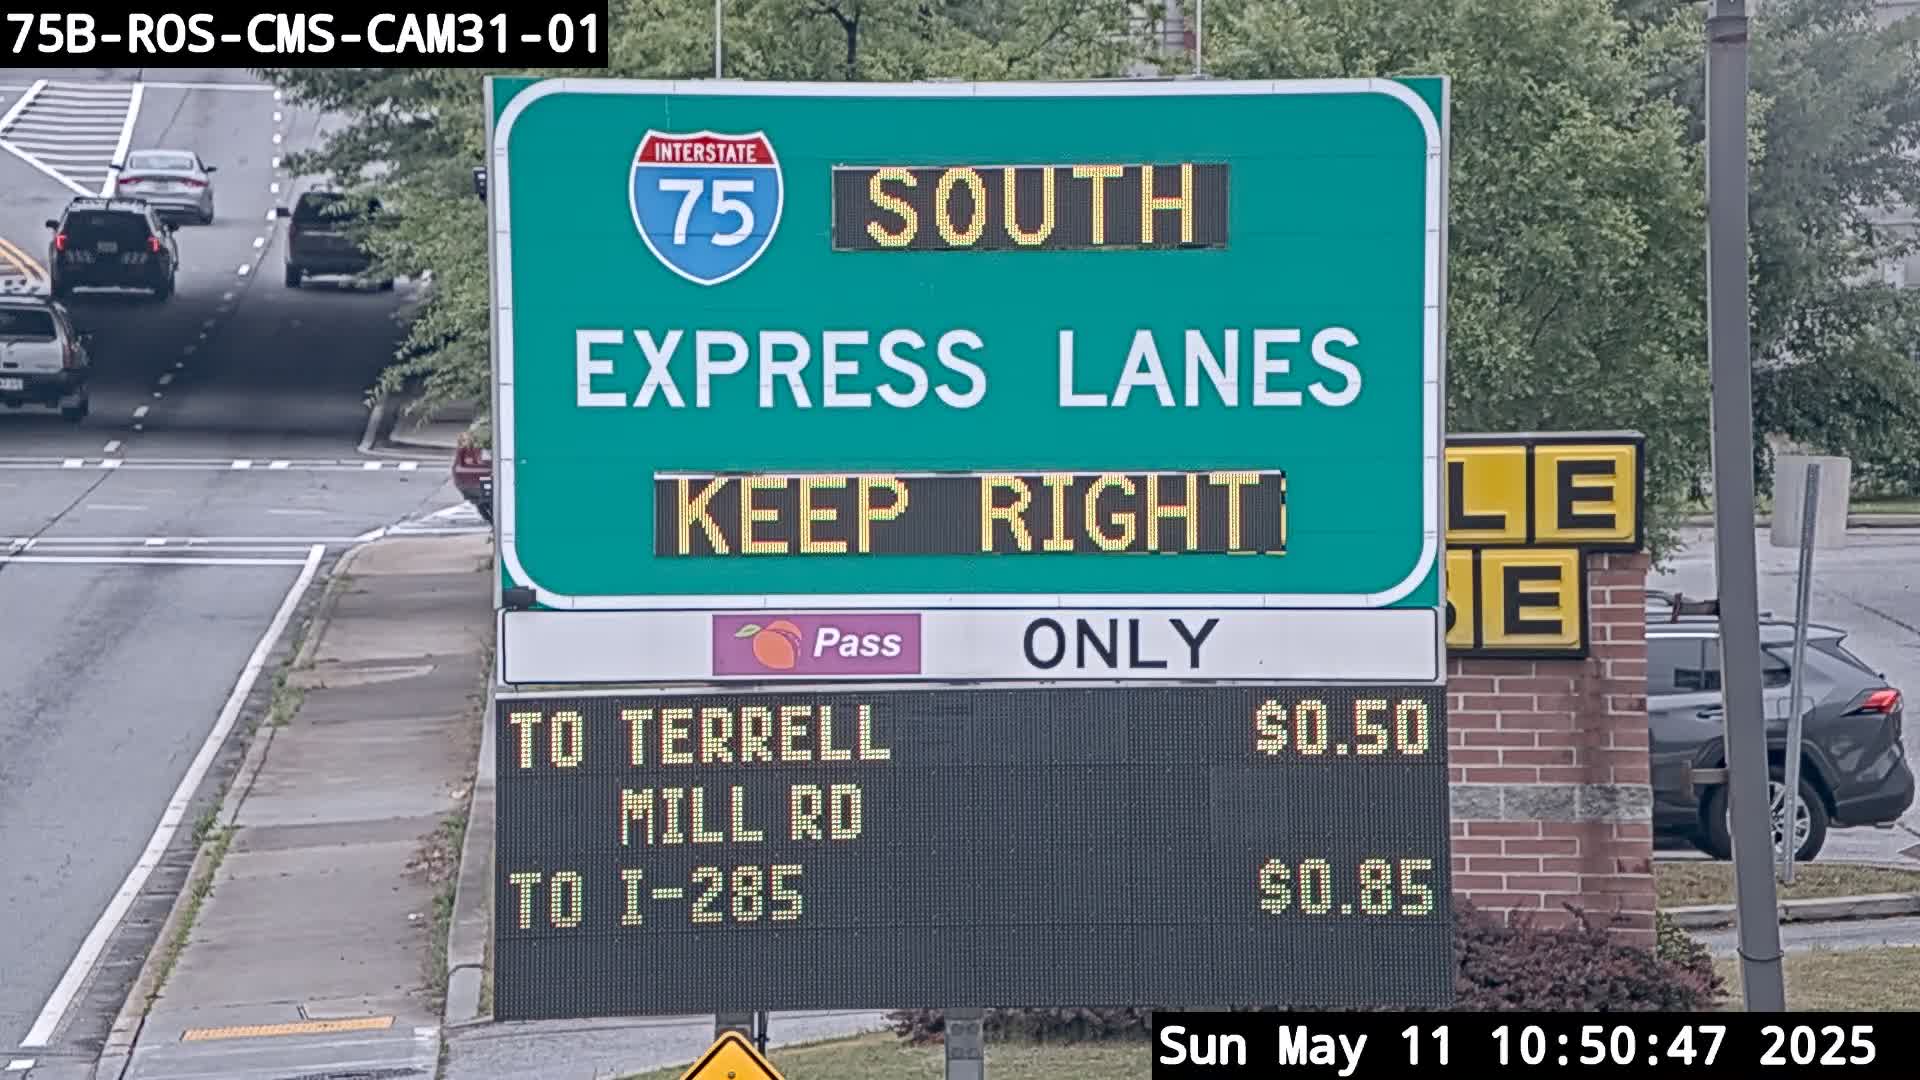 75B-ROS-CMS-CAM31-01
INTERSTATE
75
SOUTH
EXPRESS LANES
KEEP RIGHT
Pass ONLY
TO TERRELL $0.50
MILL RD
TO I-285 $0.85
LE
E
Sun May 11 10:50:47 2025